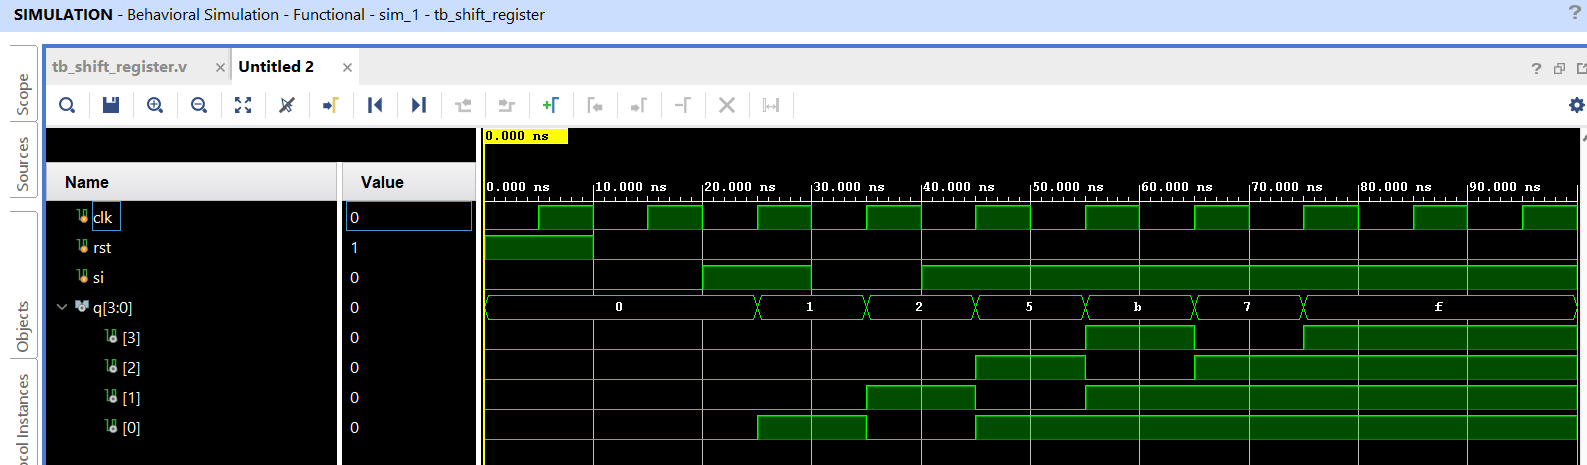 SIMULATION - Behavioral Simulation - Functional - sim_1 - tb_shift_register ?
Scope
Sources
Objects
ocol Instances
tb_shift_register.v × Untitled 2 ×
?
0.000 ns
Name Value
0.000 ns 10.000 ns 20.000 ns 30.000 ns 40.000 ns 50.000 ns 60.000 ns 70.000 ns 80.000 ns 90.000 ns
clk 0
rst 1
si 0
q[3:0] 0 0 1 2 5 b 7 f
[3] 0
[2] 0
[1] 0
[0] 0